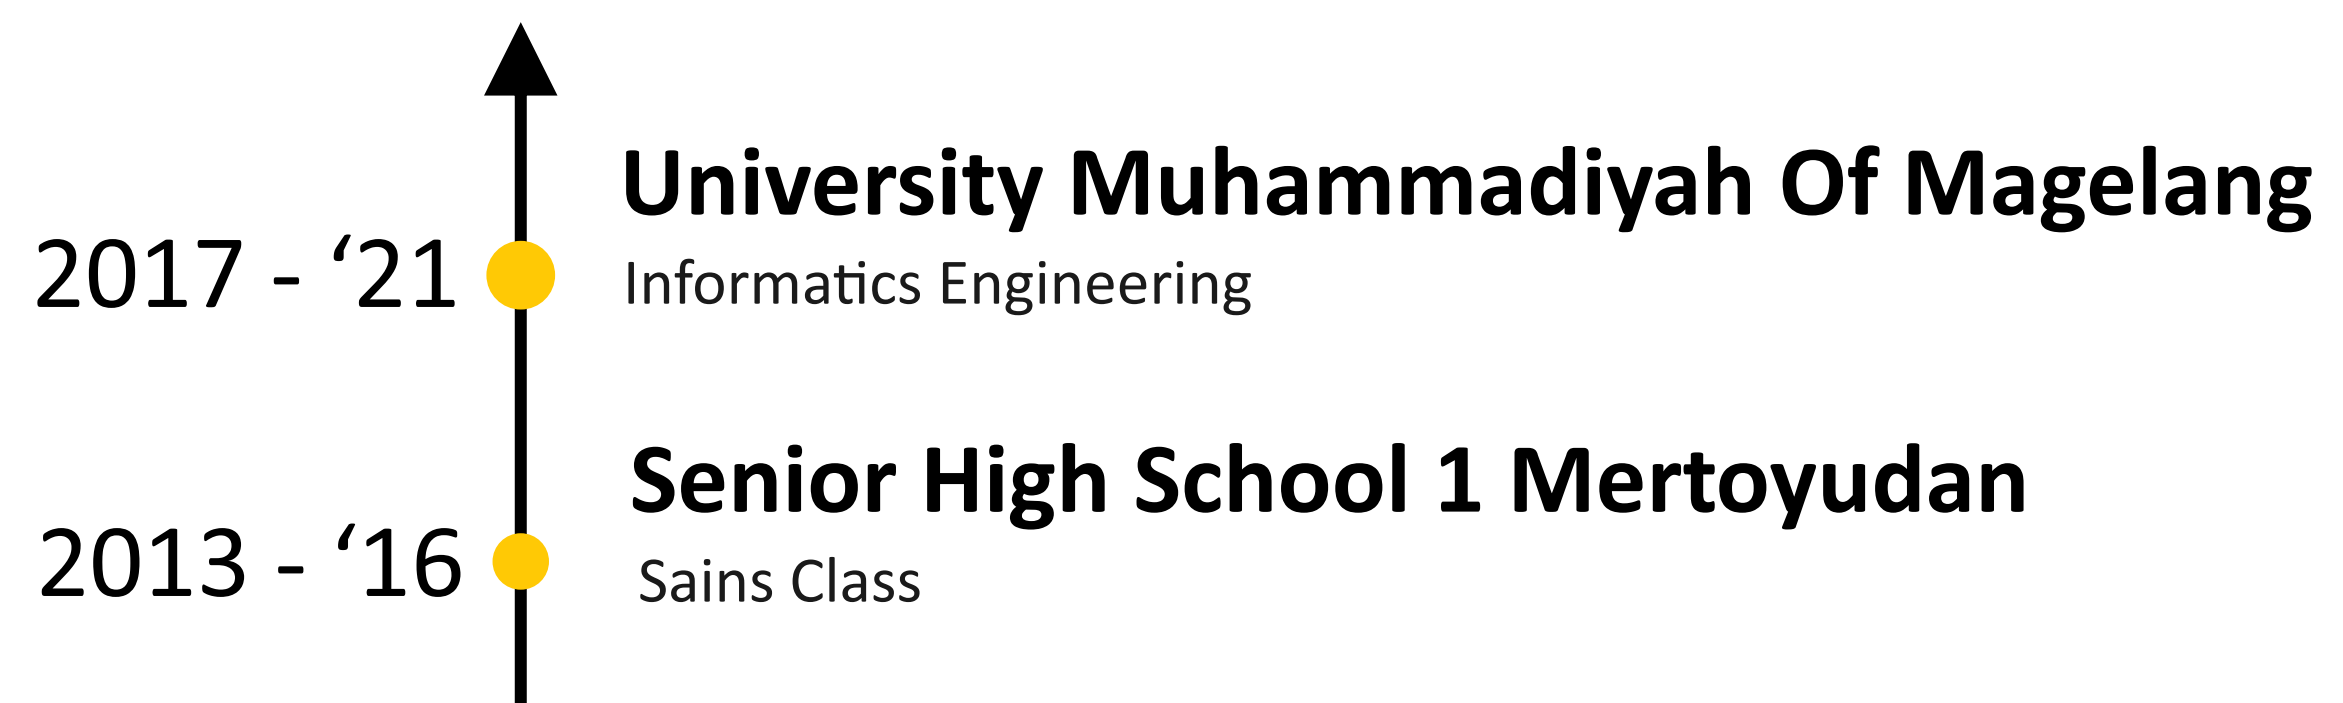 University Muhammadiyah Of Magelang
2017 - ‘21
Informatics Engineering
Senior High School 1 Mertoyudan
2013 - ‘16
Sains Class